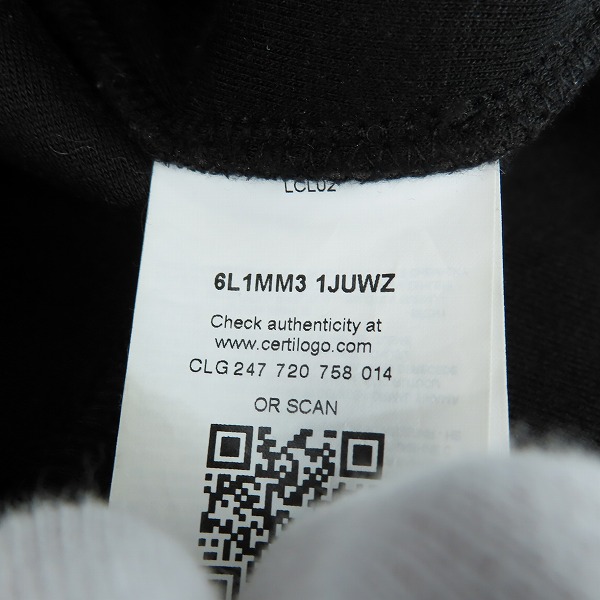 LCL02
6L1MM3 1JUWZ
Check authenticity at
www.certilogo.com
CLG 247 720 758 014
OR SCAN